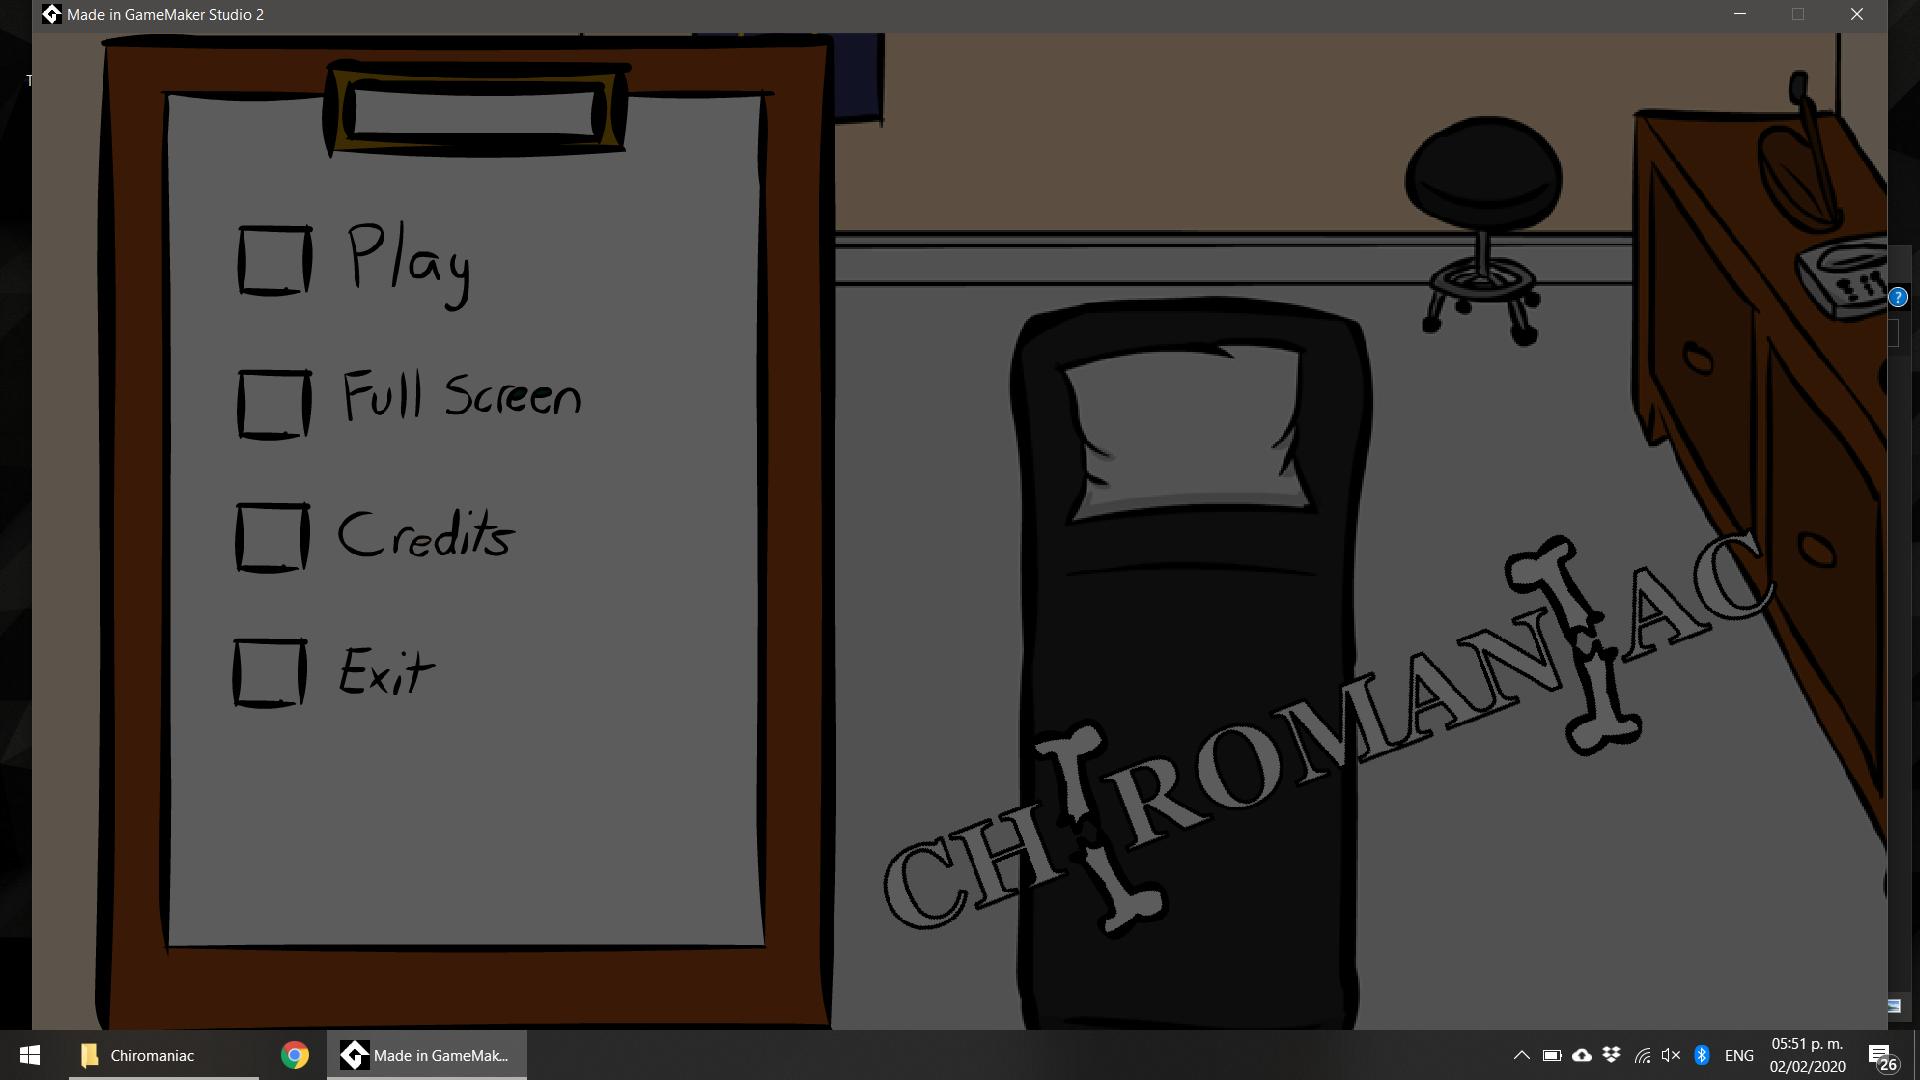 Made in GameMaker Studio 2
T
Play
Full Screen
Credits
Exit
CHIROMANIAC
?
Chiromaniac
Made in GameMak...
ENG
05:51 p. m.
02/02/2020
26